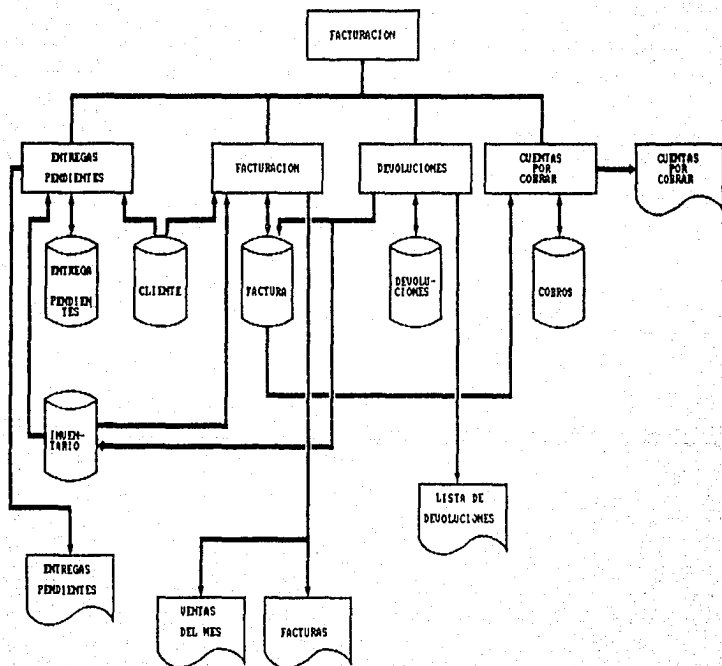 FACTURACION
ENTREGAS
PENDIENTES
FACTURACION
DEVOLUCIONES
CUENTAS
POR
COBRAR
CUENTAS
POR
COBRAR
ENTREGA
PENDIEN
TES
CLIENTE
FACTURA
DEVOLU-
CIONES
COBROS
INVEN-
TARIO
LISTA DE
DEVOLUCIONES
ENTREGAS
PENDIENTES
VENTAS
DEL MES
FACTURAS